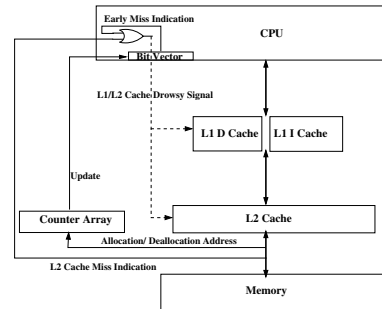 Early Miss Indication
CPU
Bit Vector
L1/L2 Cache Drowsy Signal
L1 D Cache
L1 I Cache
Update
L2 Cache
Counter Array
Allocation/ Deallocation Address
L2 Cache Miss Indication
Memory